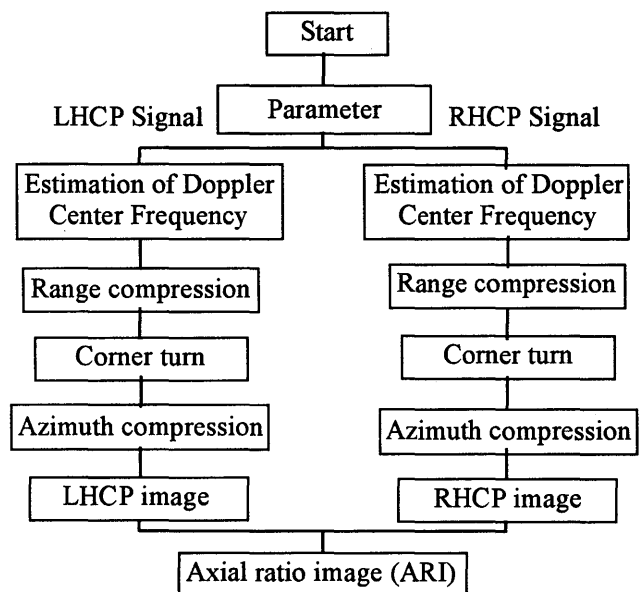 Start
Parameter
LHCP Signal
RHCP Signal
Estimation of Doppler
Center Frequency
Range compression
Corner turn
Azimuth compression
LHCP image
Estimation of Doppler
Center Frequency
Range compression
Corner turn
Azimuth compression
RHCP image
Axial ratio image (ARI)